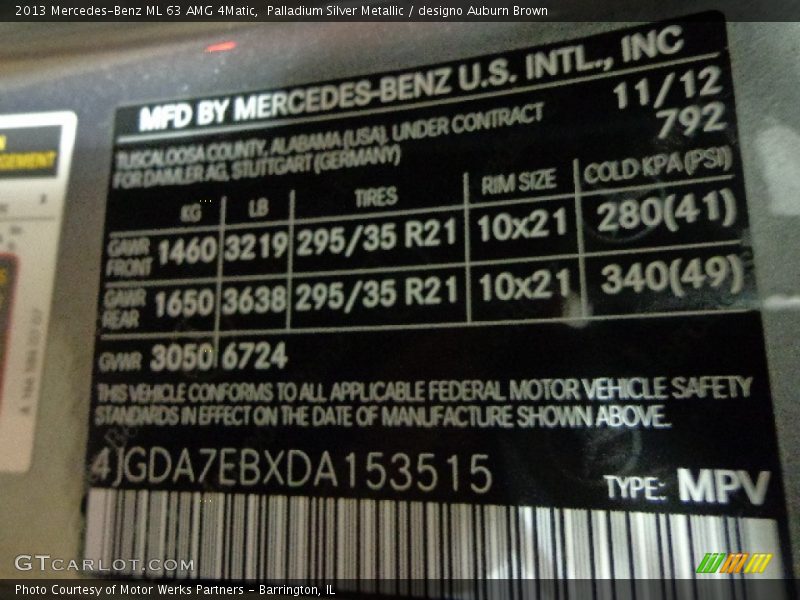 2013 Mercedes-Benz ML 63 AMG 4Matic,  Palladium Silver Metallic / designo Auburn Brown
MFD BY MERCEDES-BENZ U.S. INTL., INC
TUSCALOOSA COUNTY, ALABAMA (USA), UNDER CONTRACT 11/12
FOR DAIMLER AG, STUTTGART (GERMANY) 792
KG LB TIRES RIM SIZE COLD KPA (PSI)
GAWR FRONT 1460 3219 295/35 R21 10x21 280(41)
GAWR REAR 1650 3638 295/35 R21 10x21 340(49)
GVWR 3050 6724
THIS VEHICLE CONFORMS TO ALL APPLICABLE FEDERAL MOTOR VEHICLE SAFETY
STANDARDS IN EFFECT ON THE DATE OF MANUFACTURE SHOWN ABOVE.
4JGDA7EBXDA153515
TYPE: MPV
GTCARLOT.COM
Photo Courtesy of Motor Werks Partners - Barrington, IL